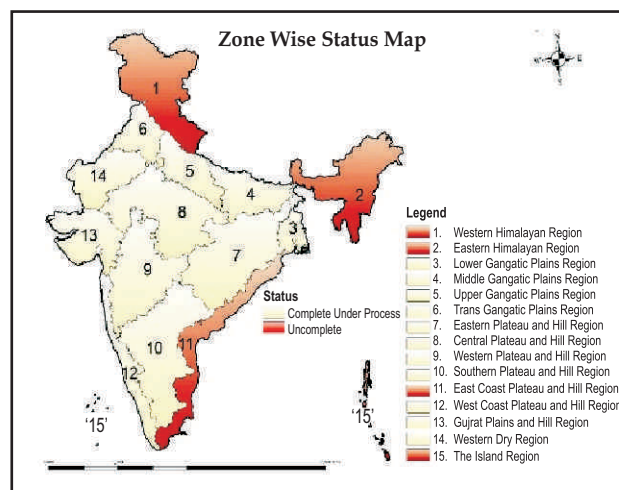 Zone Wise Status Map
1
6
5
14
4
2
8
3
13
7
9
10
11
12
'15'
'15'
Status
Complete Under Process
Uncomplete
Legend
1. Western Himalayan Region
2. Eastern Himalayan Region
3. Lower Gangatic Plains Region
4. Middle Gangatic Plains Region
5. Upper Gangatic Plains Region
6. Trans Gangatic Plains Region
7. Eastern Plateau and Hill Region
8. Central Plateau and Hill Region
9. Western Plateau and Hill Region
10. Southern Plateau and Hill Region
11. East Coast Plateau and Hill Region
12. West Coast Plateau and Hill Region
13. Gujrat Plains and Hill Region
14. Western Dry Region
15. The Island Region